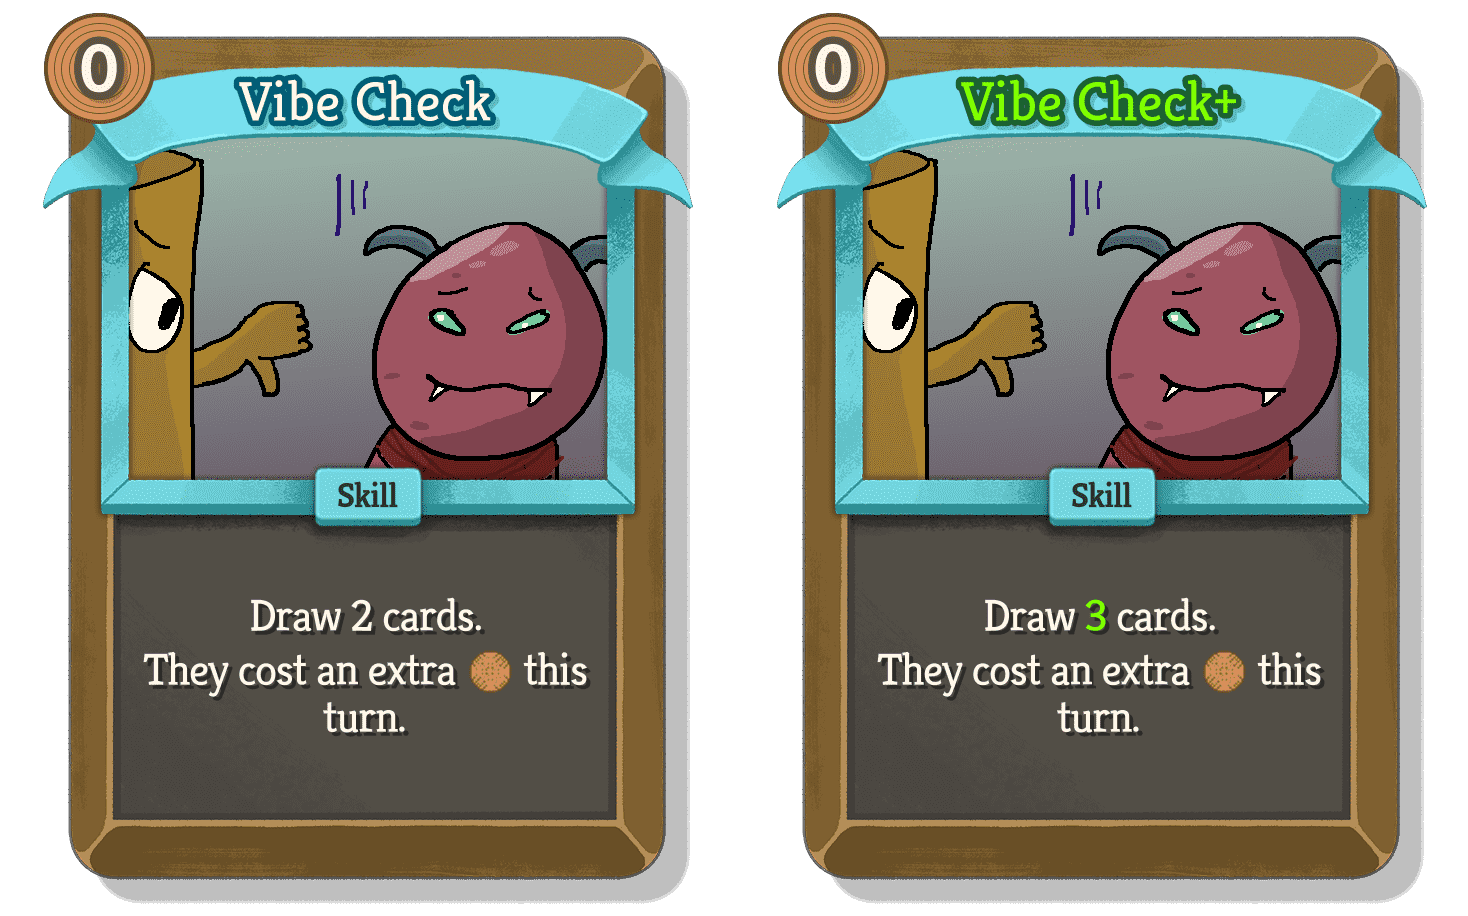 0
Vibe Check
Skill
Draw 2 cards.
They cost an extra this
turn.
0
Vibe Check+
Skill
Draw 3 cards.
They cost an extra this
turn.